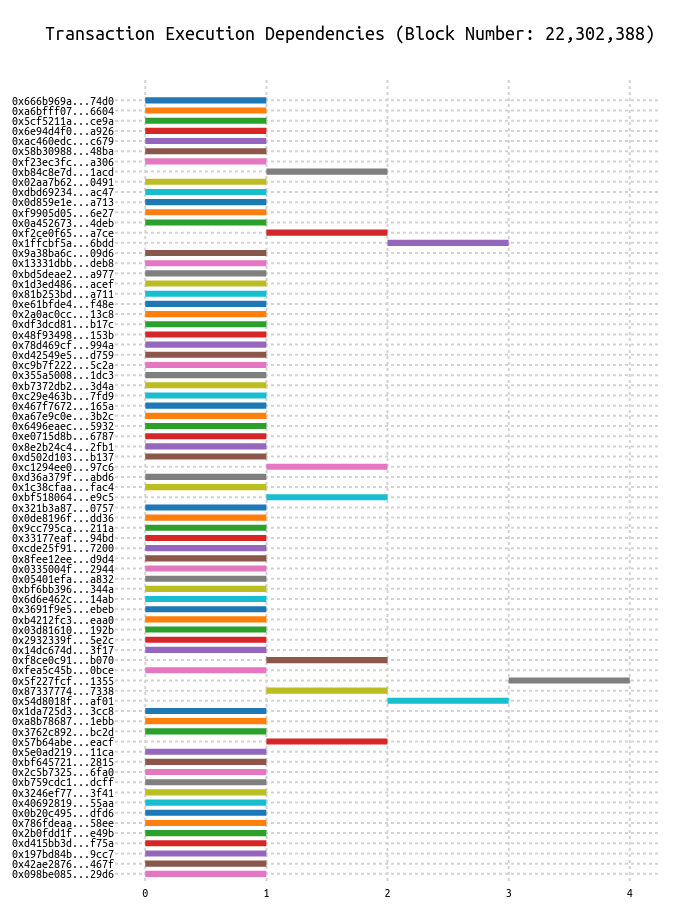 Transaction Execution Dependencies (Block Number: 22,302,388)
0x666b969a...74d0
0xa6bfff07...6604
0x5cf5211a...ce9a
0x6e94d4f0...a926
0xac460edc...c679
0x58b30988...48ba
0xf23ec3fc...a306
0xb84c8e7d...1acd
0x02aa7b62...0491
0xdbd69234...ac47
0x0d859e1e...a713
0xf9905d05...6e27
0x0a452673...4deb
0xf2ce0f65...a7ce
0x1ffcbf5a...6bdd
0x9a38ba6c...09d6
0x13331dbb...deb8
0xbd5deae2...a977
0x1d3ed486...acef
0x81b253bd...a711
0xe61bfde4...f48e
0x2a0ac0cc...13c8
0xdf3dcd81...b17c
0x48f93498...153b
0x78d469cf...994a
0xd42549e5...d759
0xc9b7f222...5c2a
0x355a5008...1dc3
0xb7372db2...3d4a
0xc29e463b...7fd9
0x467f7672...165a
0xa67e9c0e...3b2c
0x6496eaec...5932
0xe0715d8b...6787
0x8e2b24c4...2fb1
0xd502d103...b137
0xc1294ee0...97c6
0xd36a379f...abd6
0x1c38cfaa...fac4
0xbf518064...e9c5
0x321b3a87...0757
0x0de8196f...dd36
0x9cc795ca...211a
0x33177eaf...94bd
0xcde25f91...7200
0x8fee12ee...d9d4
0x0335004f...2944
0x05401efa...a832
0xbf6bb396...344a
0x6d6e462c...14ab
0x3691f9e5...ebeb
0xb4212fc3...eaa0
0x03d81610...192b
0x2932339f...5e2c
0x14dc674d...3f17
0xf8ce0c91...b070
0xfea5c45b...0bce
0x5f227fcf...1355
0x87337774...7338
0x54d8018f...af01
0x1da725d3...3cc8
0xa8b78687...1ebb
0x3762c892...bc2d
0x57b64abe...eacf
0x5e0ad219...11ca
0xbf645721...2815
0x2c5b7325...6fa0
0xb759cdc1...dcff
0x3246ef77...3f41
0x40692819...55aa
0x0b20c495...dfd6
0x786fdeaa...58ee
0x2b0fdd1f...e49b
0xd415bb3d...f75a
0x197bd84b...9cc7
0x42ae2876...467f
0x098be085...29d6
0 1 2 3 4